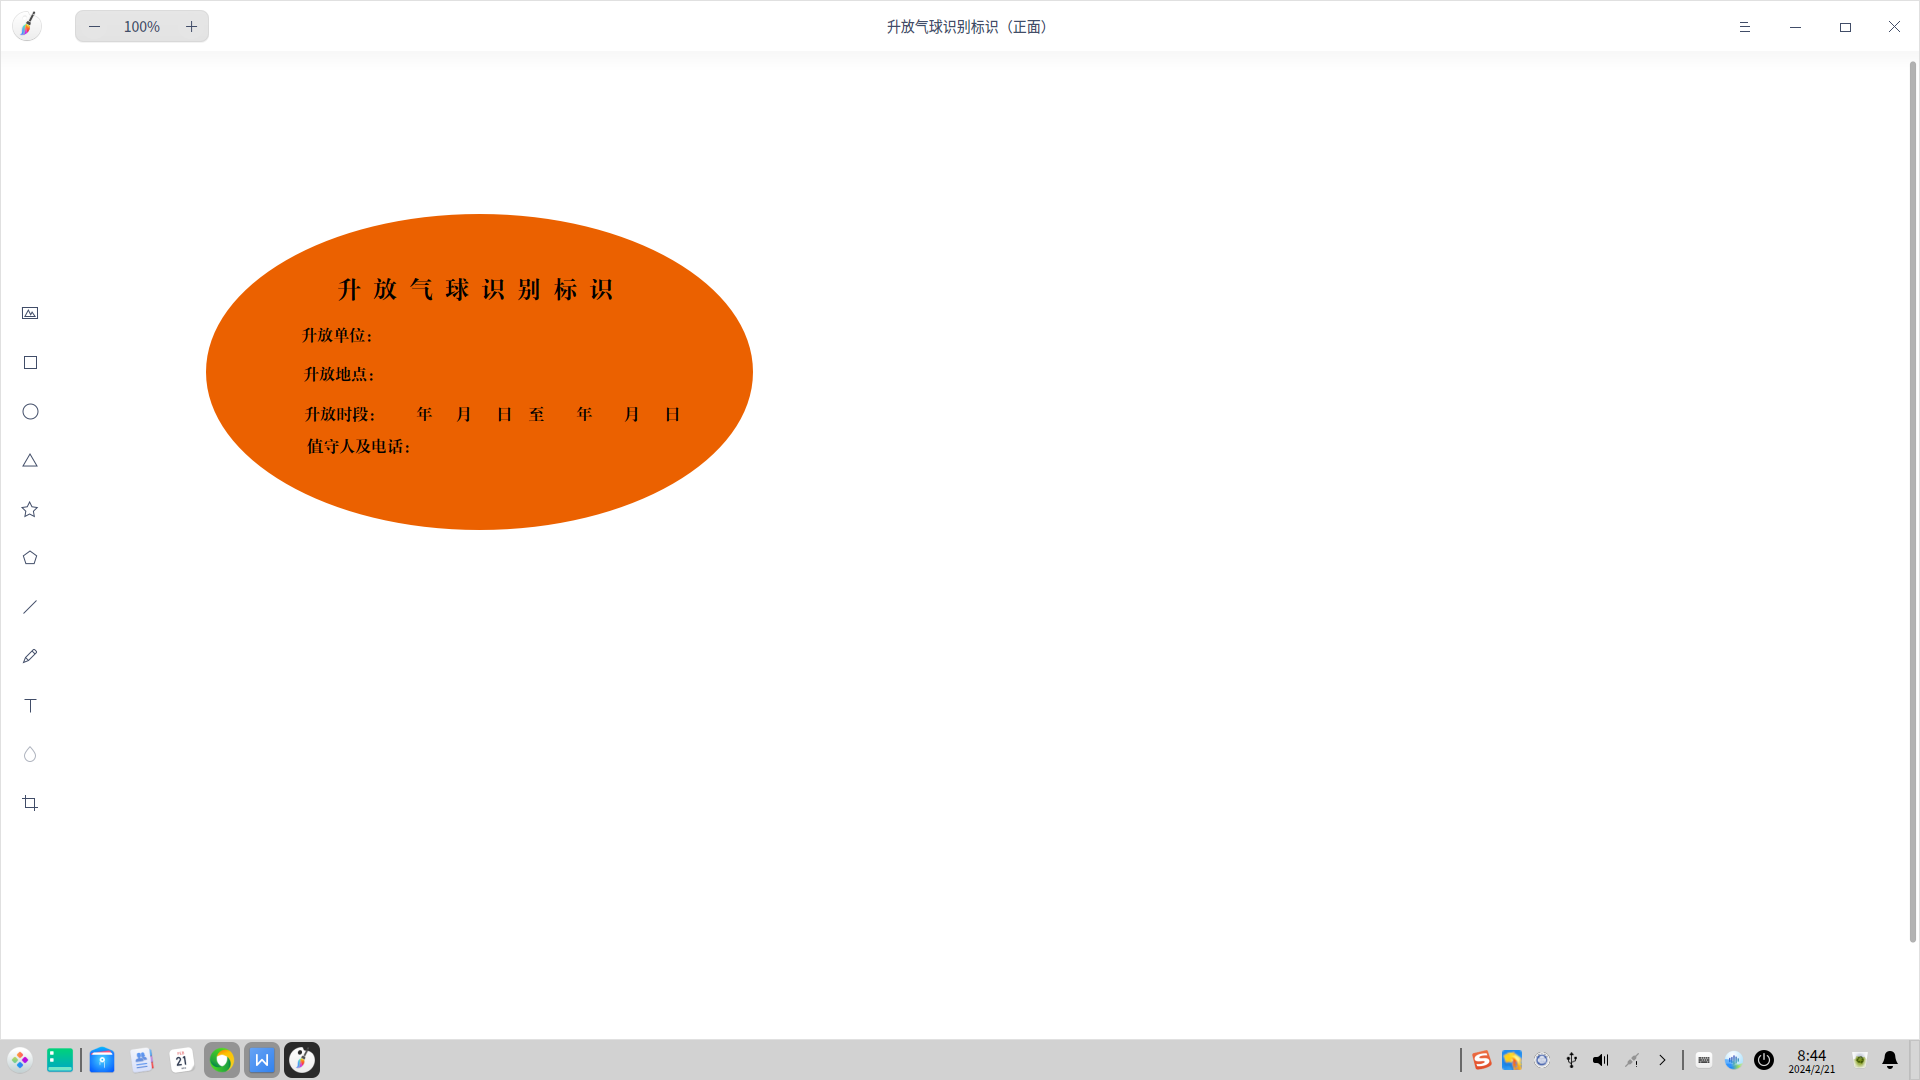 100%
升放气球识别标识（正面）
升放气球识别标识
升放单位：
升放地点：
升放时段： 年 月 日 至 年 月 日
值守人及电话：
21
8:44
2024/2/21